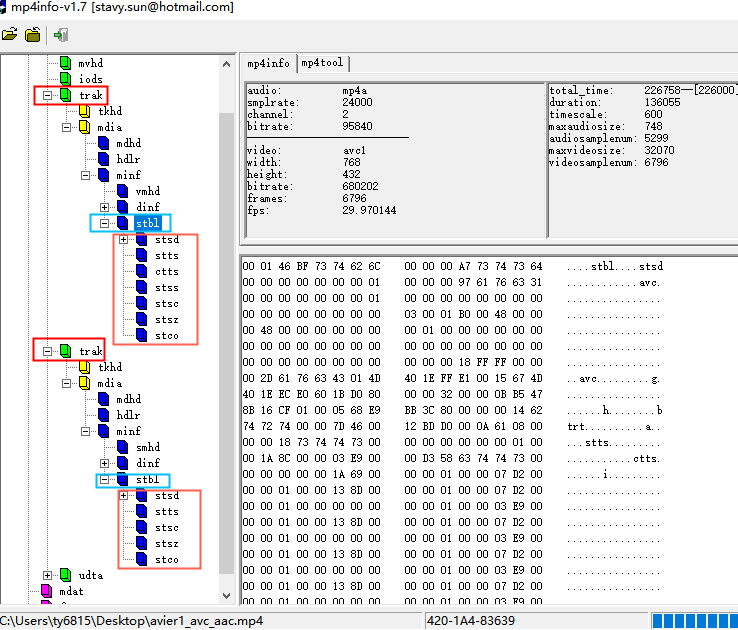 mp4info-v1.7 [stavy.sun@hotmail.com]
mvhd
iods
trak
tkhd
mdia
mdhd
hdlr
minf
vmhd
dinf
stbl
stsd
stts
ctts
stss
stsc
stsz
stco
trak
tkhd
mdia
mdhd
hdlr
minf
smhd
dinf
stbl
stsd
stts
stsc
stsz
stco
udta
mdat
mp4info mp4tool
audio: mp4a
smplrate: 24000
channel: 2
bitrate: 95840
video: avc1
width: 768
height: 432
bitrate: 680202
frames: 6796
fps: 29.970144
total_time: 226758--[226000]
duration: 136055
timescale: 600
maxaudiosize: 748
audiosamplenum: 5299
maxvideosize: 32070
videosamplenum: 6796
00 01 46 BF 73 74 62 6C 00 00 00 A7 73 74 73 64 ....stbl....stsd
00 00 00 00 00 00 00 01 00 00 00 97 61 76 63 31 ............avc.
00 00 00 00 00 00 00 01 00 00 00 00 00 00 00 00 ................
00 00 00 00 00 00 00 00 03 00 01 B0 00 48 00 00 ................
00 48 00 00 00 00 00 00 00 01 00 00 00 00 00 00 ................
00 00 00 00 00 00 00 00 00 00 00 00 00 00 00 00 ................
00 00 00 00 00 00 00 00 00 00 00 18 FF FF 00 00 ................
00 2D 61 76 63 43 01 4D 40 1E FF E1 00 15 67 4D ..avc.........g.
40 1E EC E0 60 1B D0 80 00 00 32 00 00 0B B5 47 ................
8B 16 CF 01 00 05 68 E9 BB 3C 80 00 00 00 14 62 ......h........b
74 72 74 00 00 7D 46 00 12 BD D0 00 0A 61 08 00 trt..........a..
00 00 18 73 74 74 73 00 00 00 00 00 00 00 01 00 ...stts.........
00 1A 8C 00 00 03 E9 00 00 D3 58 63 74 74 73 00 ...........ctts.
00 00 00 00 00 1A 69 00 00 00 01 00 00 07 D2 00 ......i.........
00 00 01 00 00 13 8D 00 00 00 01 00 00 07 D2 00 ................
00 00 01 00 00 00 00 00 00 00 01 00 00 03 E9 00 ................
00 00 01 00 00 13 8D 00 00 00 01 00 00 07 D2 00 ................
00 00 01 00 00 00 00 00 00 00 01 00 00 03 E9 00 ................
00 00 01 00 00 13 8D 00 00 00 01 00 00 07 D2 00 ................
00 00 01 00 00 00 00 00 00 00 01 00 00 03 E9 00 ................
00 00 01 00 00 13 8D 00 00 00 01 00 00 07 D2 00 ................
00 00 01 00 00 00 00 00 00 00 01 00 00 03 E9 00 ................
C:\Users\ty6815\Desktop\avier1_avc_aac.mp4 420-1A4-83639